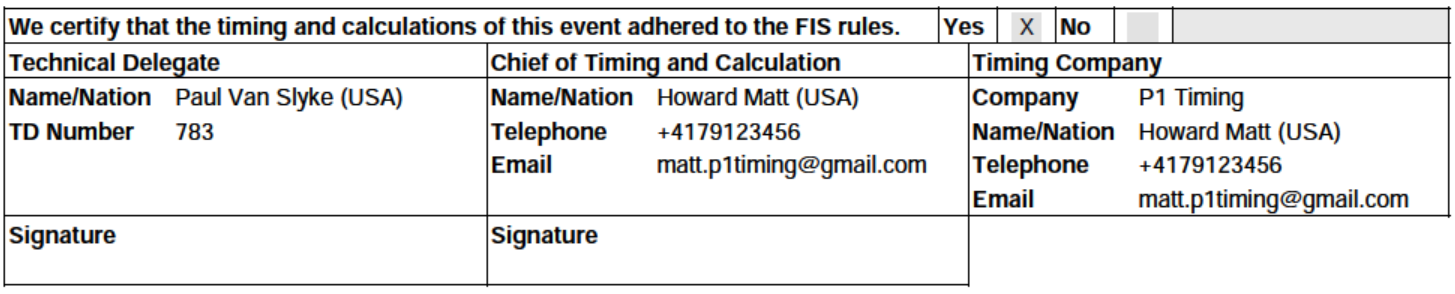 We certify that the timing and calculations of this event adhered to the FIS rules. Yes X No
Technical Delegate
Name/Nation Paul Van Slyke (USA)
TD Number 783
Signature
Chief of Timing and Calculation
Name/Nation Howard Matt (USA)
Telephone +4179123456
Email matt.p1timing@gmail.com
Signature
Timing Company
Company P1 Timing
Name/Nation Howard Matt (USA)
Telephone +4179123456
Email matt.p1timing@gmail.com